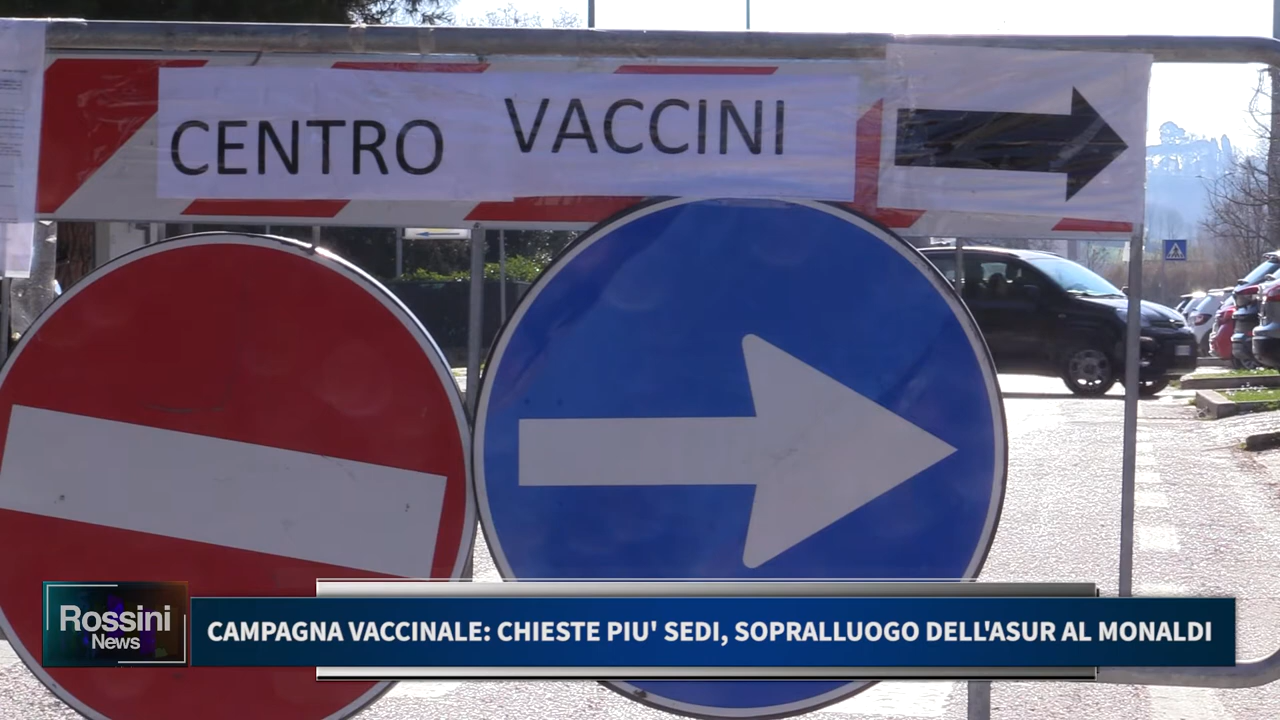 CENTRO VACCINI
Rossini
News
CAMPAGNA VACCINALE: CHIESTE PIU' SEDI, SOPRALLUOGO DELL'ASUR AL MONALDI